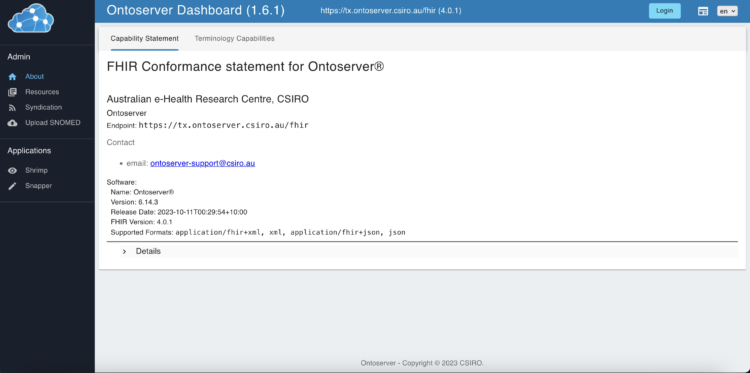 Ontoserver Dashboard (1.6.1)
https://tx.ontoserver.csiro.au/fhir (4.0.1)
Login
en
Admin
About
Resources
Syndication
Upload SNOMED
Applications
Shrimp
Snapper
Capability Statement
Terminology Capabilities
FHIR Conformance statement for Ontoserver®
Australian e-Health Research Centre, CSIRO
Ontoserver
Endpoint: https://tx.ontoserver.csiro.au/fhir
Contact
• email: ontoserver-support@csiro.au
Software:
Name: Ontoserver®
Version: 6.14.3
Release Date: 2023-10-11T00:29:54+10:00
FHIR Version: 4.0.1
Supported Formats: application/fhir+xml, xml, application/fhir+json, json
Details
Ontoserver - Copyright © 2023 CSIRO.